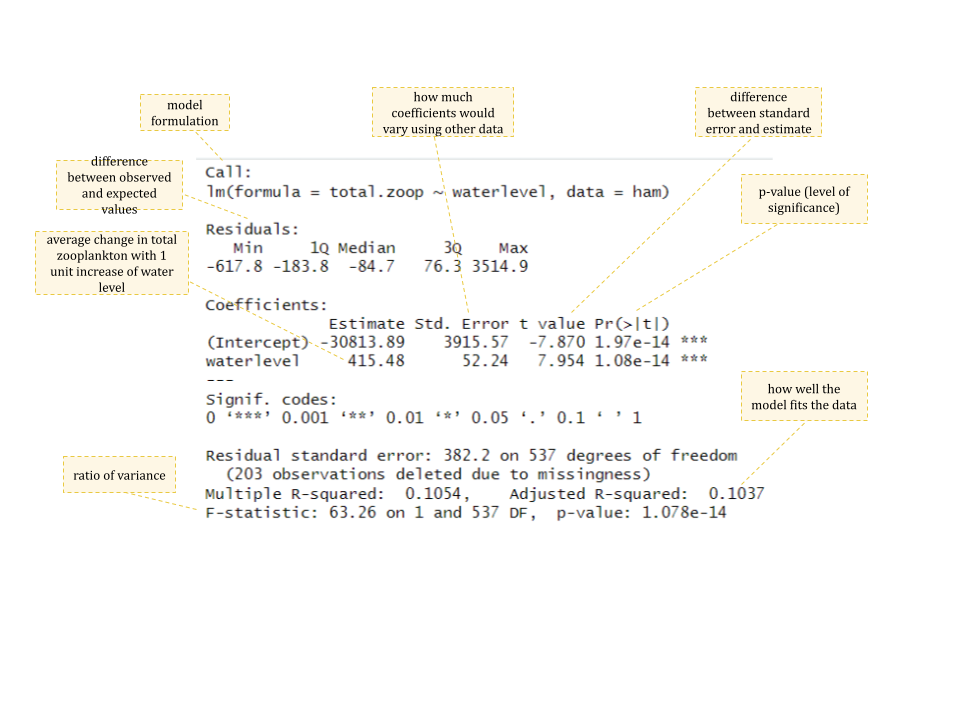 model
formulation
how much
coefficients would
vary using other data
difference
between standard
error and estimate
difference
between observed
and expected
values
p-value (level of
significance)
average change in total
zooplankton with 1
unit increase of water
level
how well the
model fits the data
ratio of variance
Call:
lm(formula = total.zoop ~ waterlevel, data = ham)
Residuals:
Min 1Q Median 3Q Max
-617.8 -183.8 -84.7 76.3 3514.9
Coefficients:
Estimate Std. Error t value Pr(>|t|)
(Intercept) -30813.89 3915.57 -7.870 1.97e-14 ***
waterlevel 415.48 52.24 7.954 1.08e-14 ***
---
Signif. codes:
0 ‘***’ 0.001 ‘**’ 0.01 ‘*’ 0.05 ‘.’ 0.1 ‘ ’ 1
Residual standard error: 382.2 on 537 degrees of freedom
(203 observations deleted due to missingness)
Multiple R-squared: 0.1054, Adjusted R-squared: 0.1037
F-statistic: 63.26 on 1 and 537 DF, p-value: 1.078e-14